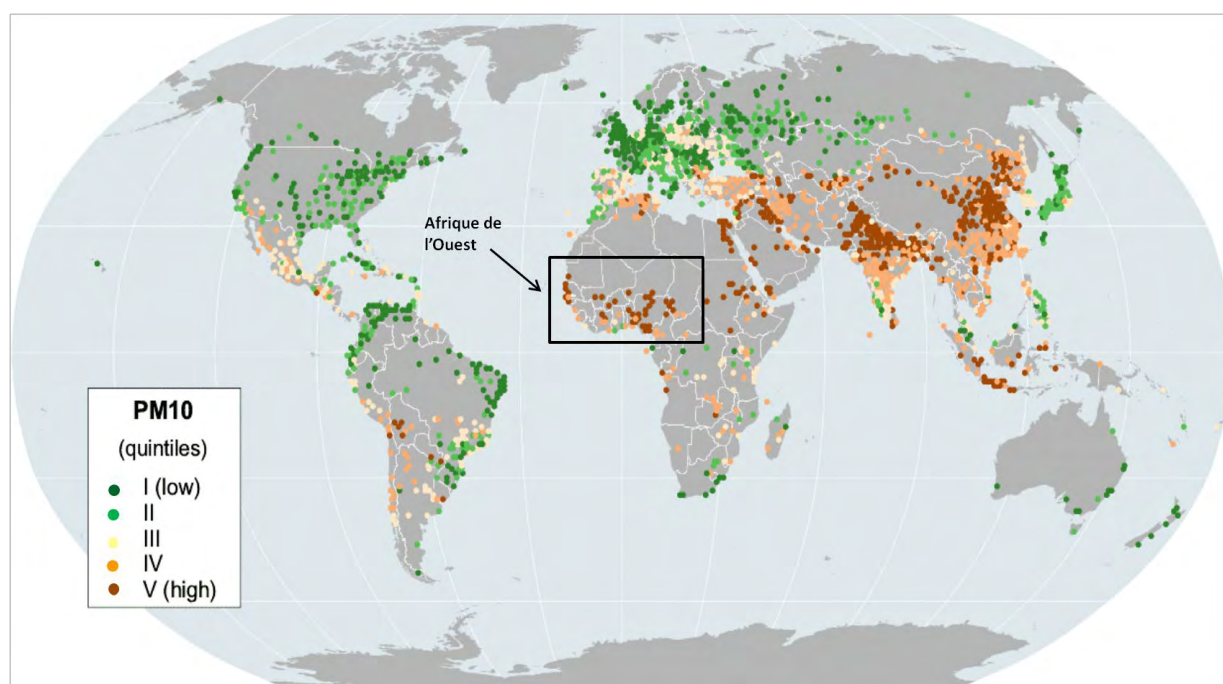 Afrique de
l'Ouest
PM10
(quintiles)
I (low)
II
III
IV
V (high)